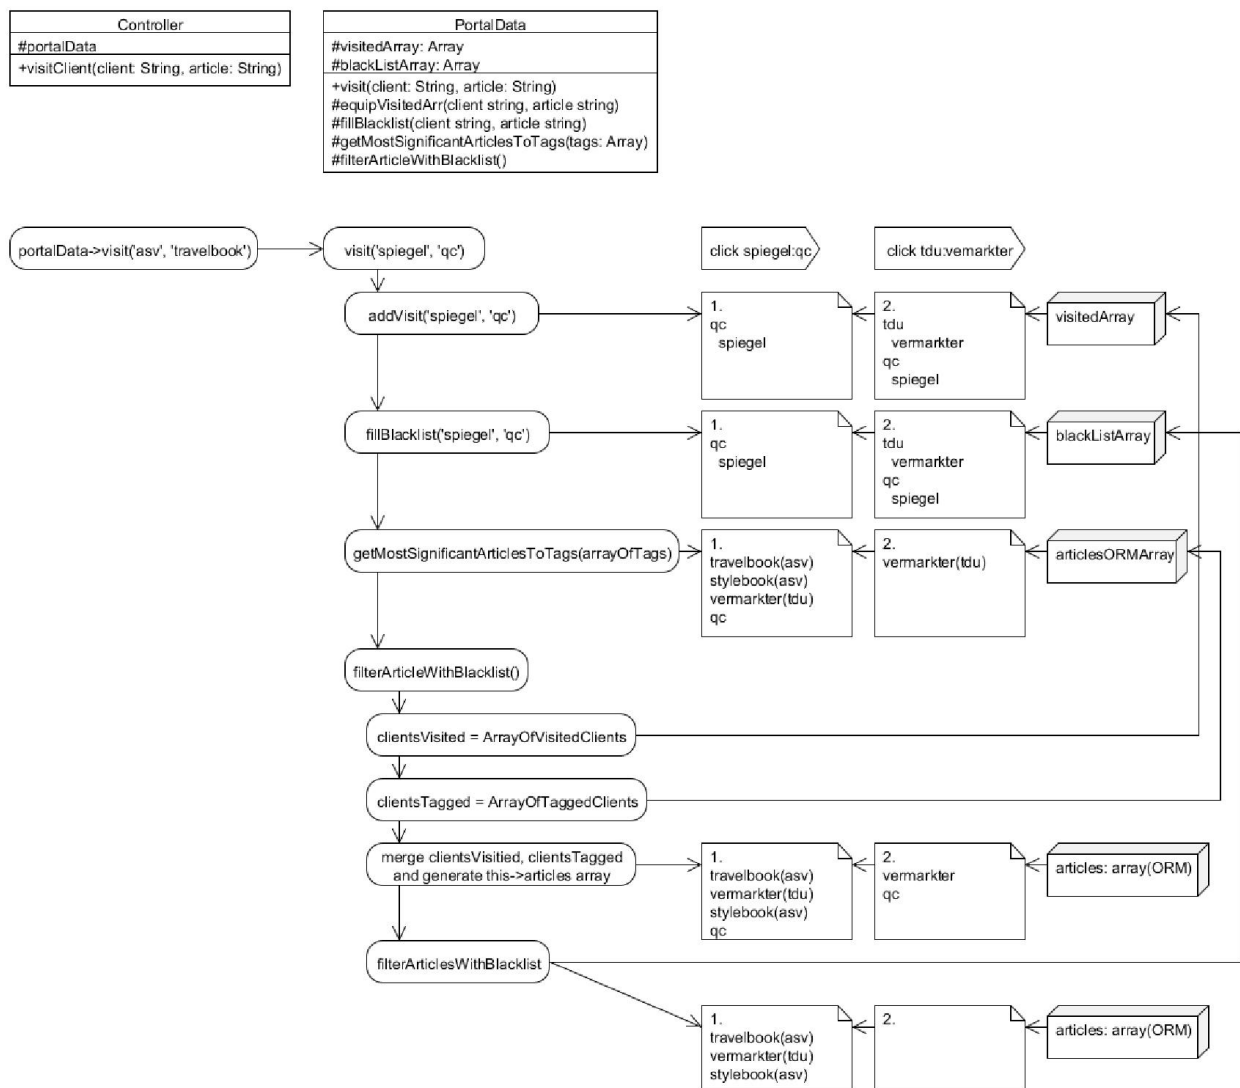 Controller
#portalData
+visitClient(client: String, article: String)
PortalData
#visitedArray: Array
#blackListArray: Array
+visit(client: String, article: String)
#equipVisitedArr(client string, article string)
#fillBlacklist(client string, article string)
#getMostSignificantArticlesToTags(tags: Array)
#filterArticleWithBlacklist()
portalData->visit('asv', 'travelbook')
visit('spiegel', 'qc')
click spiegel:qc
click tdu:vemarkter
addVisit('spiegel', 'qc')
1.
qc
spiegel
2.
tdu
vermarkter
qc
spiegel
visitedArray
fillBlacklist('spiegel', 'qc')
1.
qc
spiegel
2.
tdu
vermarkter
qc
spiegel
blackListArray
getMostSignificantArticlesToTags(arrayOfTags)
1.
travelbook(asv)
stylebook(asv)
vermarkter(tdu)
qc
2.
vermarkter(tdu)
articlesORMArray
filterArticleWithBlacklist()
clientsVisited = ArrayOfVisitedClients
clientsTagged = ArrayOfTaggedClients
merge clientsVisitied, clientsTagged
and generate this->articles array
1.
travelbook(asv)
vermarkter(tdu)
stylebook(asv)
qc
2.
vermarkter
qc
articles: array(ORM)
filterArticlesWithBlacklist
1.
travelbook(asv)
vermarkter(tdu)
stylebook(asv)
2.
articles: array(ORM)